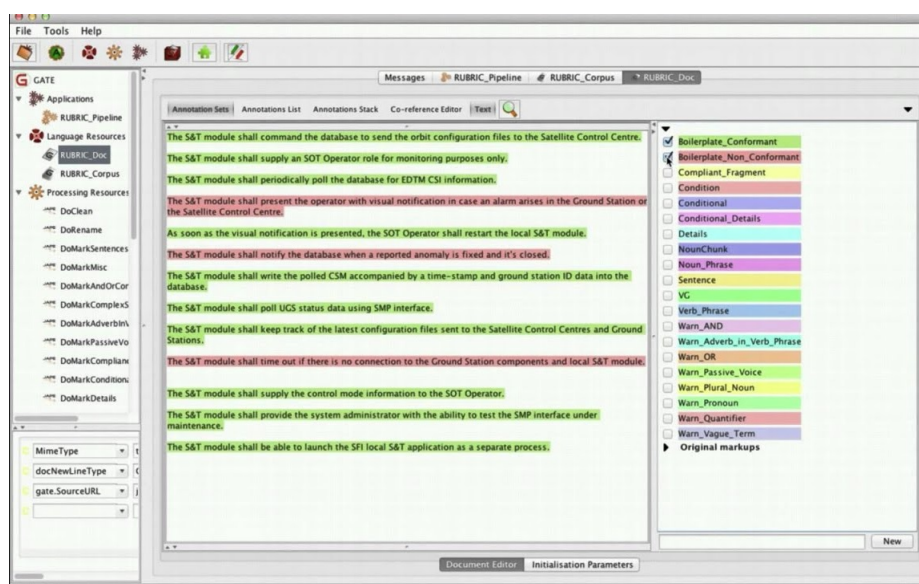 File Tools Help
GATE
Applications
RUBRIC_Pipeline
Language Resources
RUBRIC_Doc
RUBRIC_Corpus
Processing Resources
DoClean
DoRename
DoMarkSentences
DoMarkMisc
DoMarkAndOrCor
DoMarkComplexS
DoMarkAdverbInV
DoMarkPassiveVo
DoMarkComplianc
DoMarkConditiona
DoMarkDetails
MimeType
docNewLineType
gate.SourceURL
Messages RUBRIC_Pipeline RUBRIC_Corpus RUBRIC_Doc
Annotation Sets Annotations List Annotations Stack Co-reference Editor Text
The S&T module shall command the database to send the orbit configuration files to the Satellite Control Centre.
The S&T module shall supply an SOT Operator role for monitoring purposes only.
The S&T module shall periodically poll the database for EDTM CSI information.
The S&T module shall present the operator with visual notification in case an alarm arises in the Ground Station or
the Satellite Control Centre.
As soon as the visual notification is presented, the SOT Operator shall restart the local S&T module.
The S&T module shall notify the database when a reported anomaly is fixed and it's closed.
The S&T module shall write the polled CSM accompanied by a time-stamp and ground station ID data into the
database.
The S&T module shall poll UGS status data using SMP interface.
The S&T module shall keep track of the latest configuration files sent to the Satellite Control Centres and Ground
Stations.
The S&T module shall time out if there is no connection to the Ground Station components and local S&T module.
The S&T module shall supply the control mode information to the SOT Operator.
The S&T module shall provide the system administrator with the ability to test the SMP interface under
maintenance.
The S&T module shall be able to launch the SFI local S&T application as a separate process.
Boilerplate_Conformant
Boilerplate_Non_Conformant
Compliant_Fragment
Condition
Conditional
Conditional_Details
Details
NounChunk
Noun_Phrase
Sentence
VG
Verb_Phrase
Warn_AND
Warn_Adverb_in_Verb_Phrase
Warn_OR
Warn_Passive_Voice
Warn_Plural_Noun
Warn_Pronoun
Warn_Quantifier
Warn_Vague_Term
Original markups
New
Document Editor Initialisation Parameters